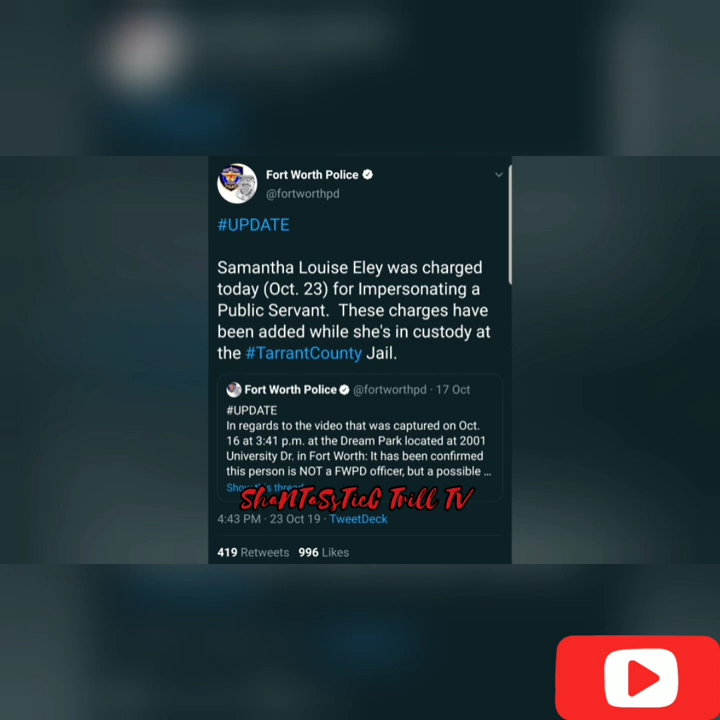 Fort Worth Police
@fortworthpd
#UPDATE
Samantha Louise Eley was charged
today (Oct. 23) for Impersonating a
Public Servant. These charges have
been added while she's in custody at
the #TarrantCounty Jail.
Fort Worth Police @fortworthpd · 17 Oct
#UPDATE
In regards to the video that was captured on Oct.
16 at 3:41 p.m. at the Dream Park located at 2001
University Dr. in Fort Worth: It has been confirmed
this person is NOT a FWPD officer, but a possible ...
Show this thread
ShaNTaSsTicC Trill TV
4:43 PM · 23 Oct 19 · TweetDeck
419 Retweets 996 Likes